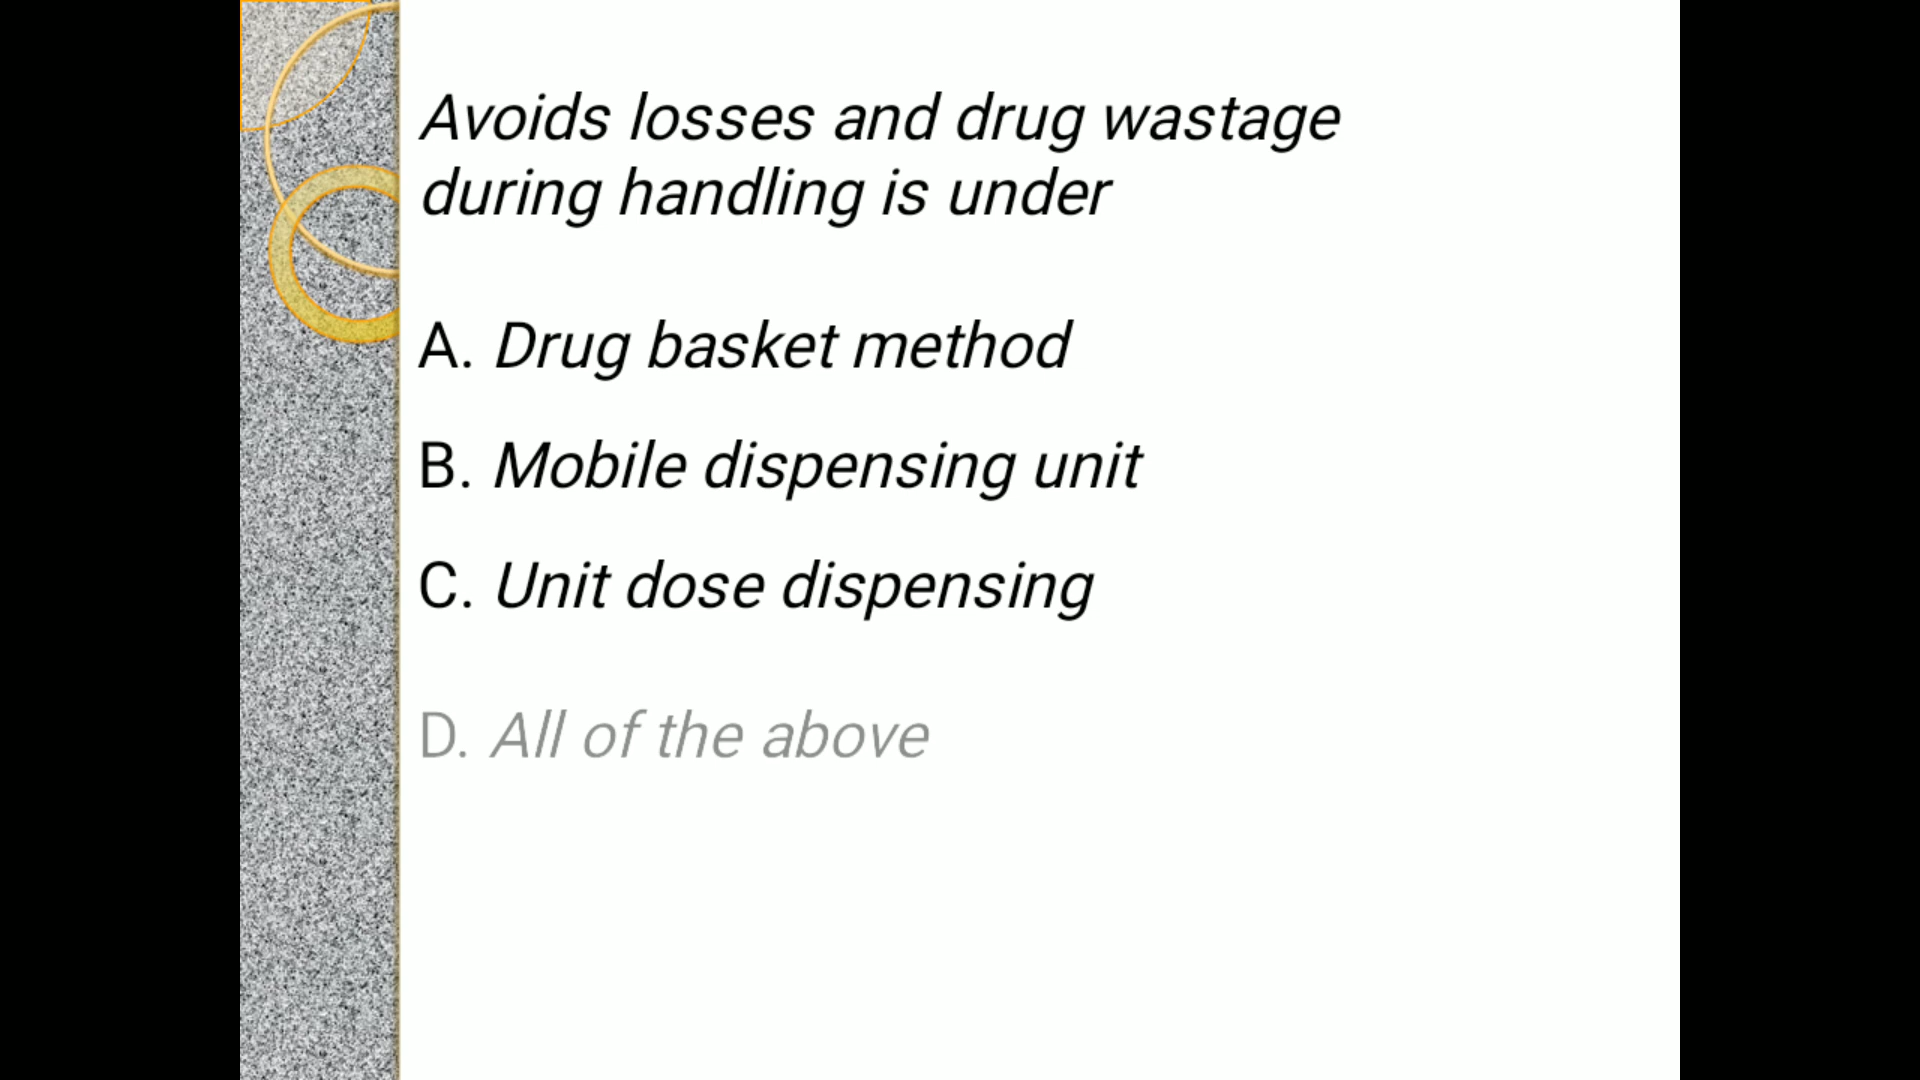 Avoids losses and drug wastage
during handling is under
A. Drug basket method
B. Mobile dispensing unit
C. Unit dose dispensing
D. All of the above